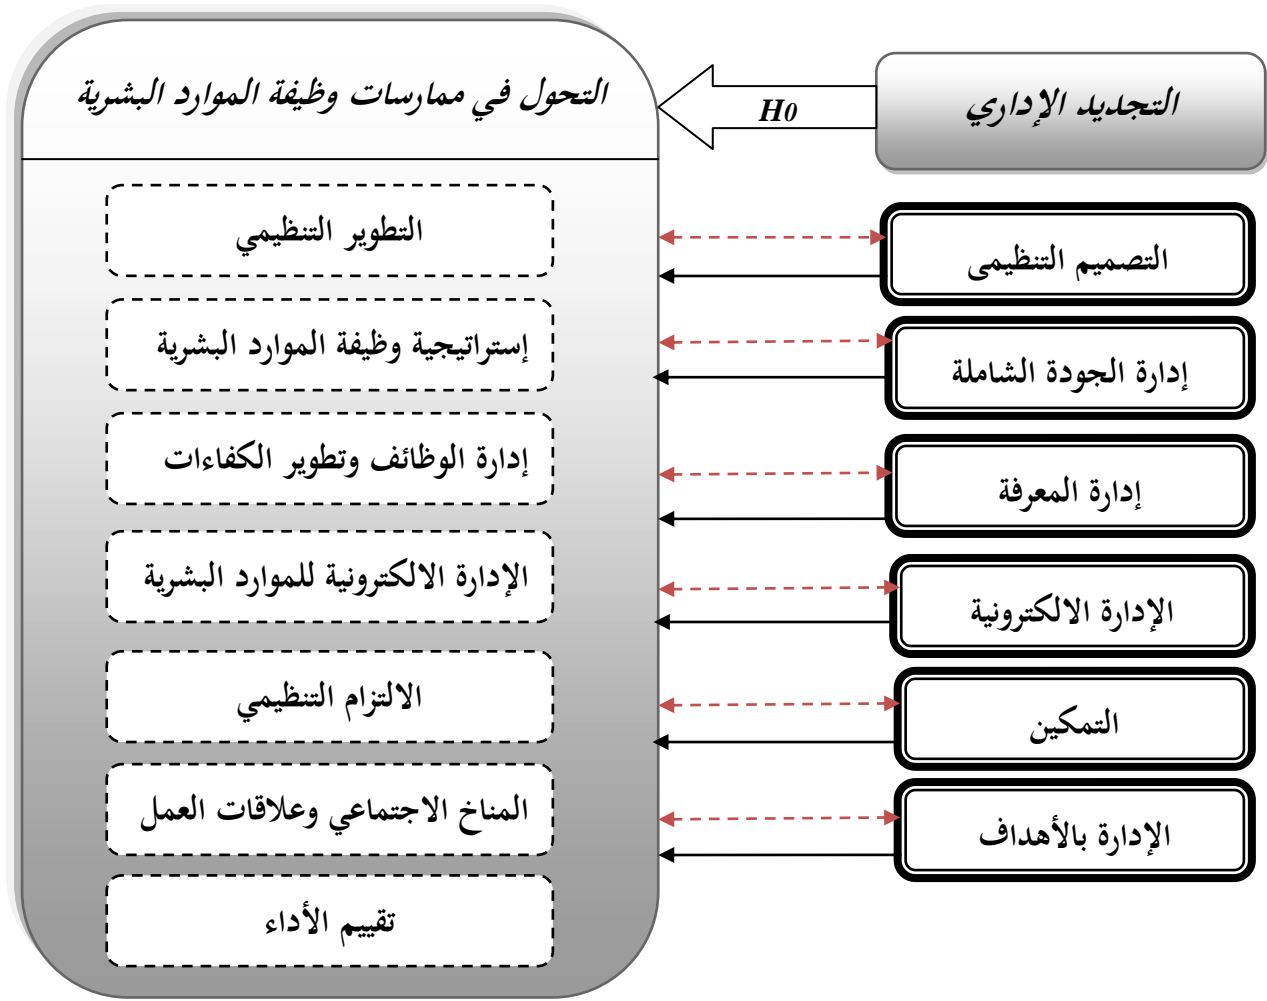 التجديد الإداري
H0
التحول في ممارسات وظيفة الموارد البشرية
التصميم التنظيمى
إدارة الجودة الشاملة
إدارة المعرفة
الإدارة الالكترونية
التمكين
الإدارة بالأهداف
التطوير التنظيمي
إستراتيجية وظيفة الموارد البشرية
إدارة الوظائف وتطوير الكفاءات
الإدارة الالكترونية للموارد البشرية
الالتزام التنظيمي
المناخ الاجتماعي وعلاقات العمل
تقييم الأداء